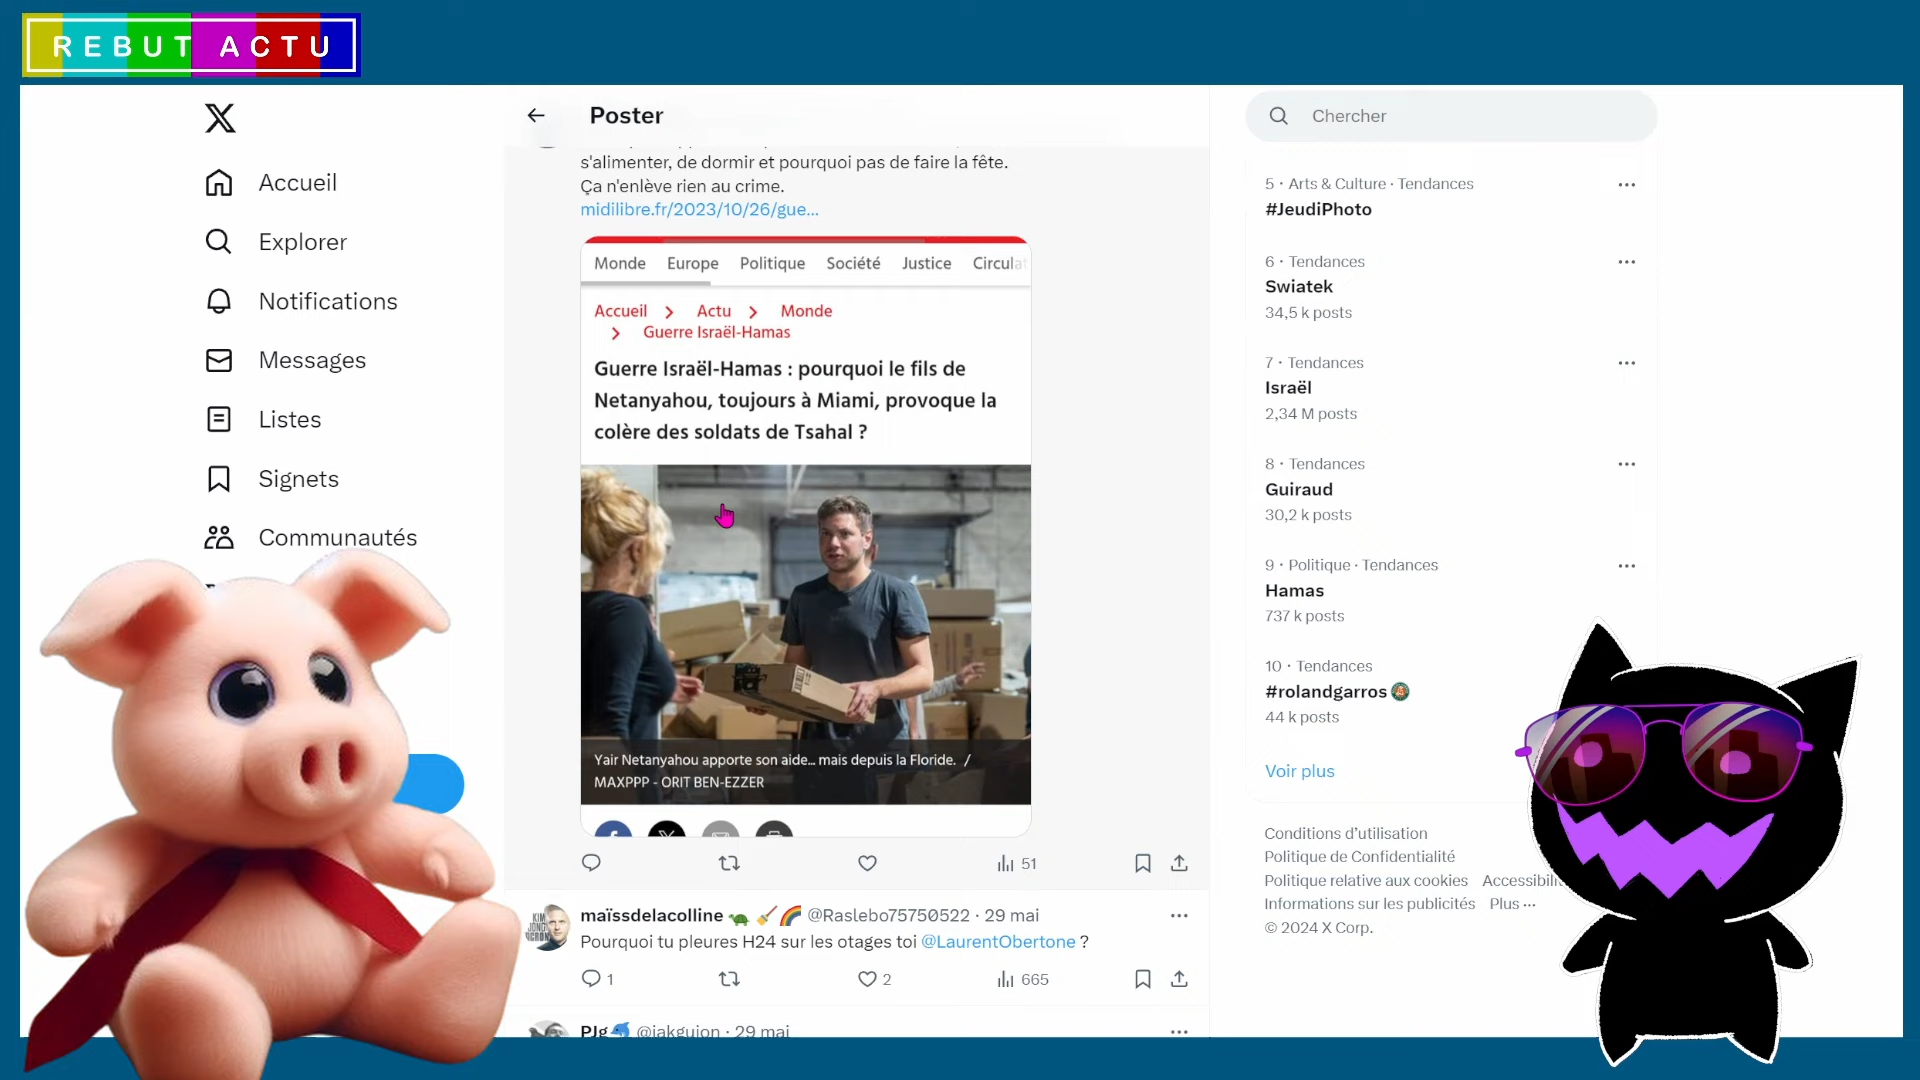 REBUT ACTU
Poster
Chercher
Accueil
Explorer
Notifications
Messages
Listes
Signets
Communautés
s'alimenter, de dormir et pourquoi pas de faire la fête.
Ça n'enlève rien au crime.
midilibre.fr/2023/10/26/gue...
Monde Europe Politique Société Justice Circulat
Accueil > Actu > Monde
> Guerre Israël-Hamas
Guerre Israël-Hamas : pourquoi le fils de
Netanyahou, toujours à Miami, provoque la
colère des soldats de Tsahal ?
Yair Netanyahou apporte son aide... mais depuis la Floride. /
MAXPPP - ORIT BEN-EZZER
51
maïssdelacolline @Raslebo75750522 · 29 mai
Pourquoi tu pleures H24 sur les otages toi @LaurentObertone ?
1 2 665
PJg @jakguion · 29 mai
5 · Arts & Culture · Tendances
#JeudiPhoto
6 · Tendances
Swiatek
34,5 k posts
7 · Tendances
Israël
2,34 M posts
8 · Tendances
Guiraud
30,2 k posts
9 · Politique · Tendances
Hamas
737 k posts
10 · Tendances
#rolandgarros
44 k posts
Voir plus
Conditions d'utilisation
Politique de Confidentialité
Politique relative aux cookies Accessibili
Informations sur les publicités Plus ...
© 2024 X Corp.